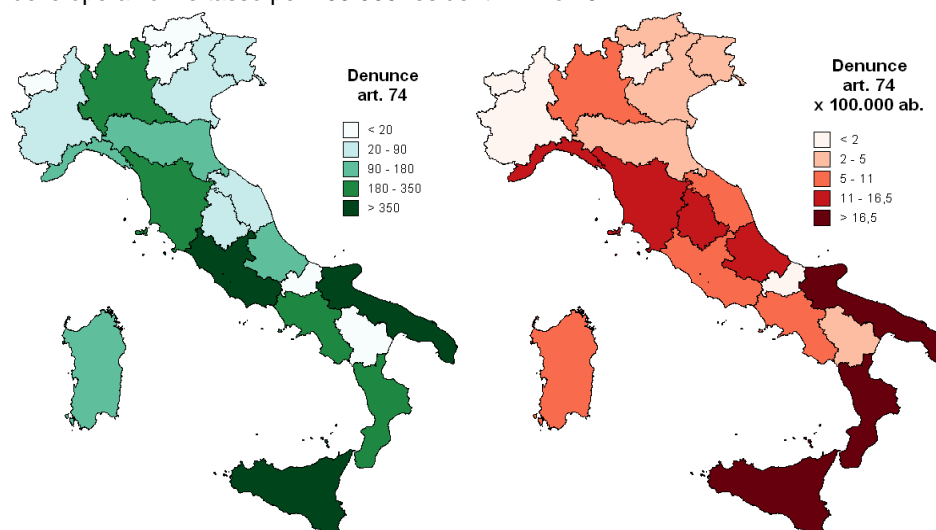 Denunce
art. 74
< 20
20 - 90
90 - 180
180 - 350
> 350
Denunce
art. 74
x 100.000 ab.
< 2
2 - 5
5 - 11
11 - 16,5
> 16,5